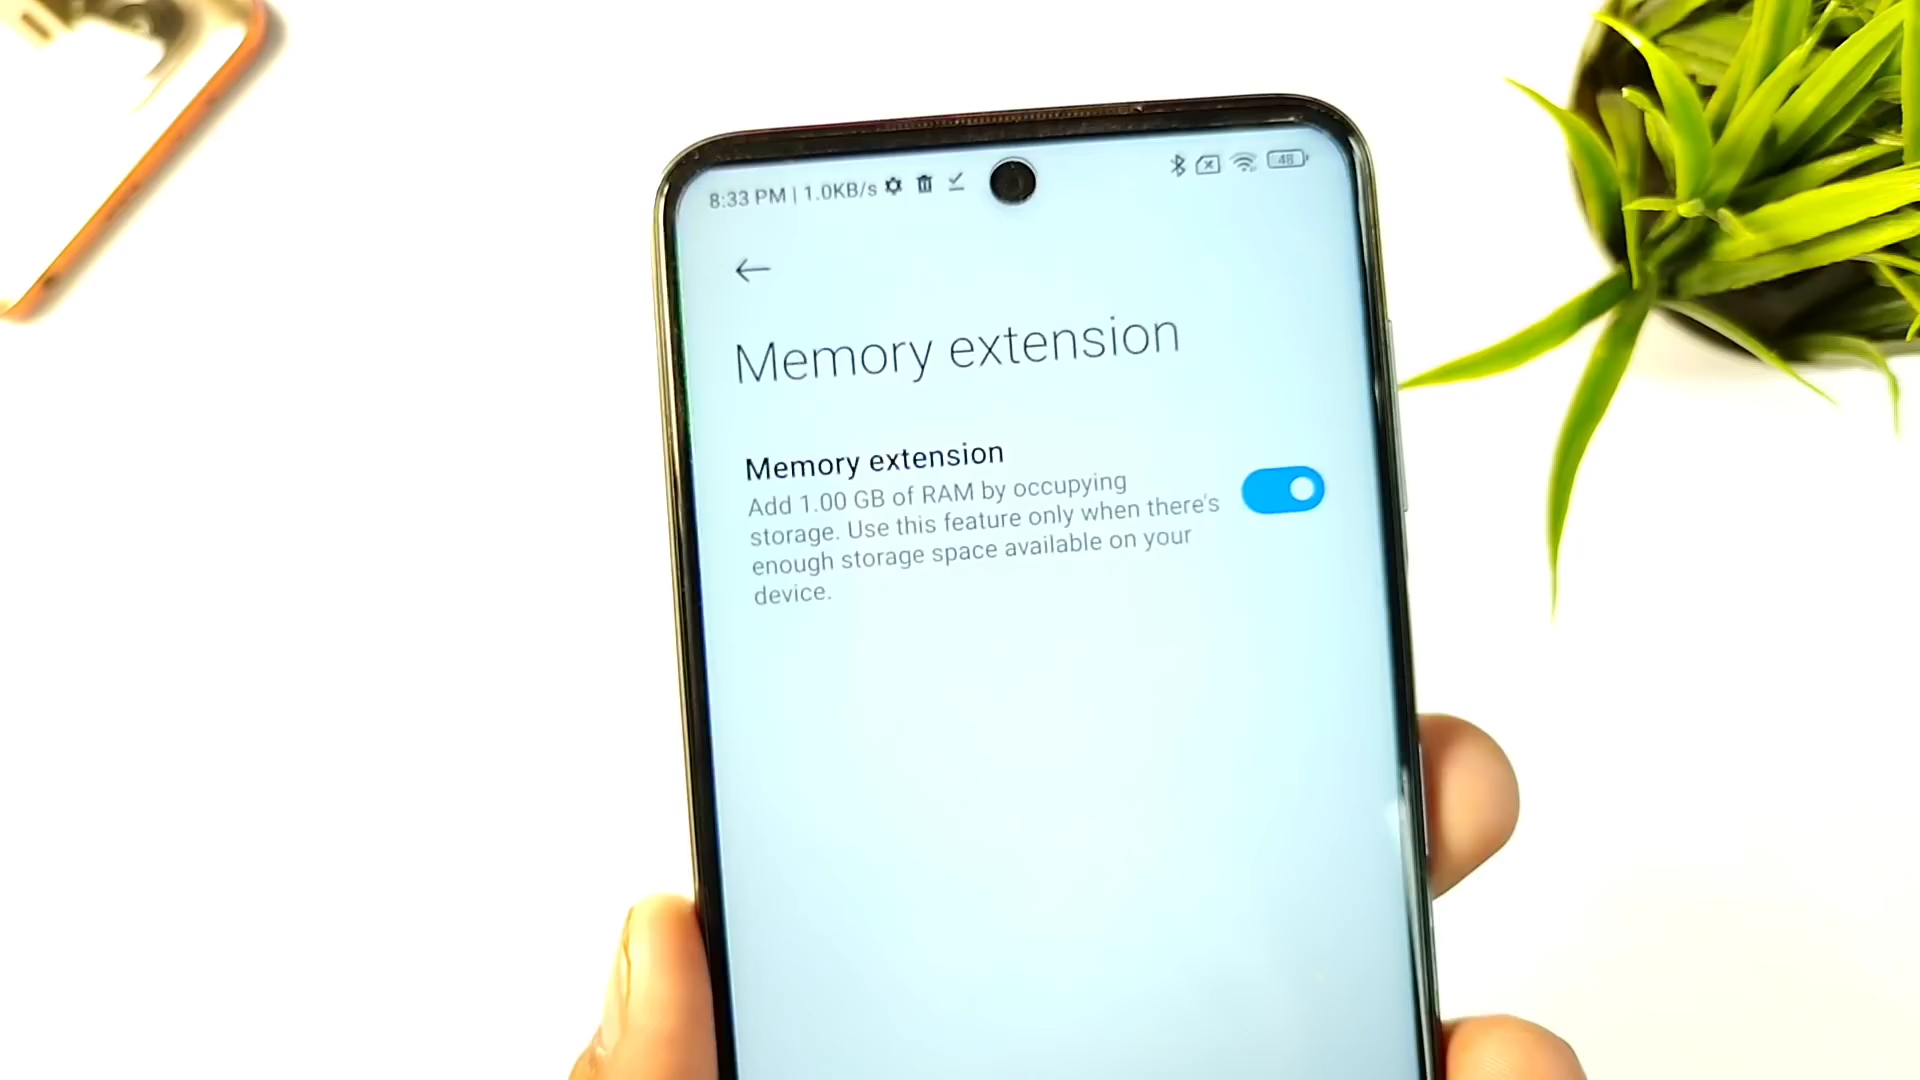 8:33 PM | 1.0KB/s
48
Memory extension
Memory extension
Add 1.00 GB of RAM by occupying
storage. Use this feature only when there's
enough storage space available on your
device.